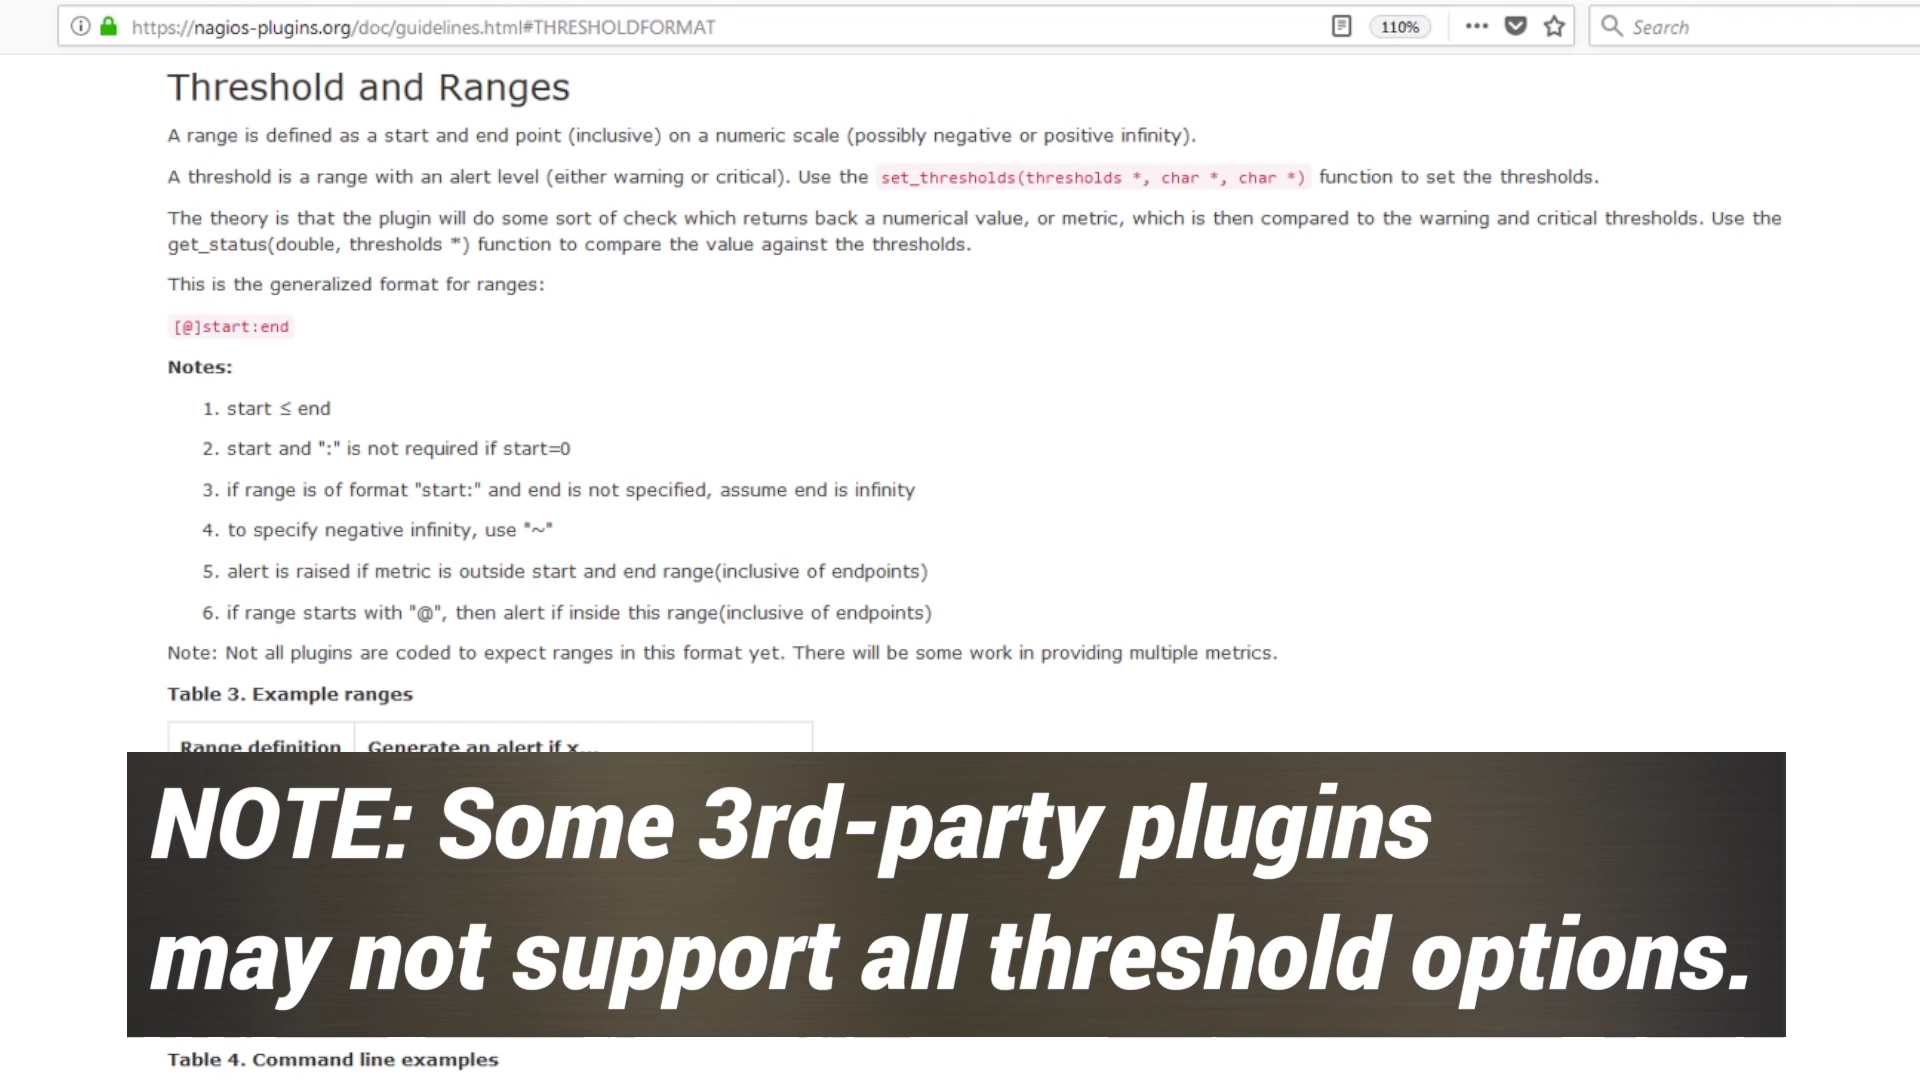 https://nagios-plugins.org/doc/guidelines.html#THRESHOLDFORMAT 110% Search
Threshold and Ranges
A range is defined as a start and end point (inclusive) on a numeric scale (possibly negative or positive infinity).
A threshold is a range with an alert level (either warning or critical). Use the set_thresholds(thresholds *, char *, char *) function to set the thresholds.
The theory is that the plugin will do some sort of check which returns back a numerical value, or metric, which is then compared to the warning and critical thresholds. Use the
get_status(double, thresholds *) function to compare the value against the thresholds.
This is the generalized format for ranges:
[@]start:end
Notes:
1. start ≤ end
2. start and ":" is not required if start=0
3. if range is of format "start:" and end is not specified, assume end is infinity
4. to specify negative infinity, use "~"
5. alert is raised if metric is outside start and end range(inclusive of endpoints)
6. if range starts with "@", then alert if inside this range(inclusive of endpoints)
Note: Not all plugins are coded to expect ranges in this format yet. There will be some work in providing multiple metrics.
Table 3. Example ranges
Range definition Generate an alert if x...
NOTE: Some 3rd-party plugins
may not support all threshold options.
Table 4. Command line examples